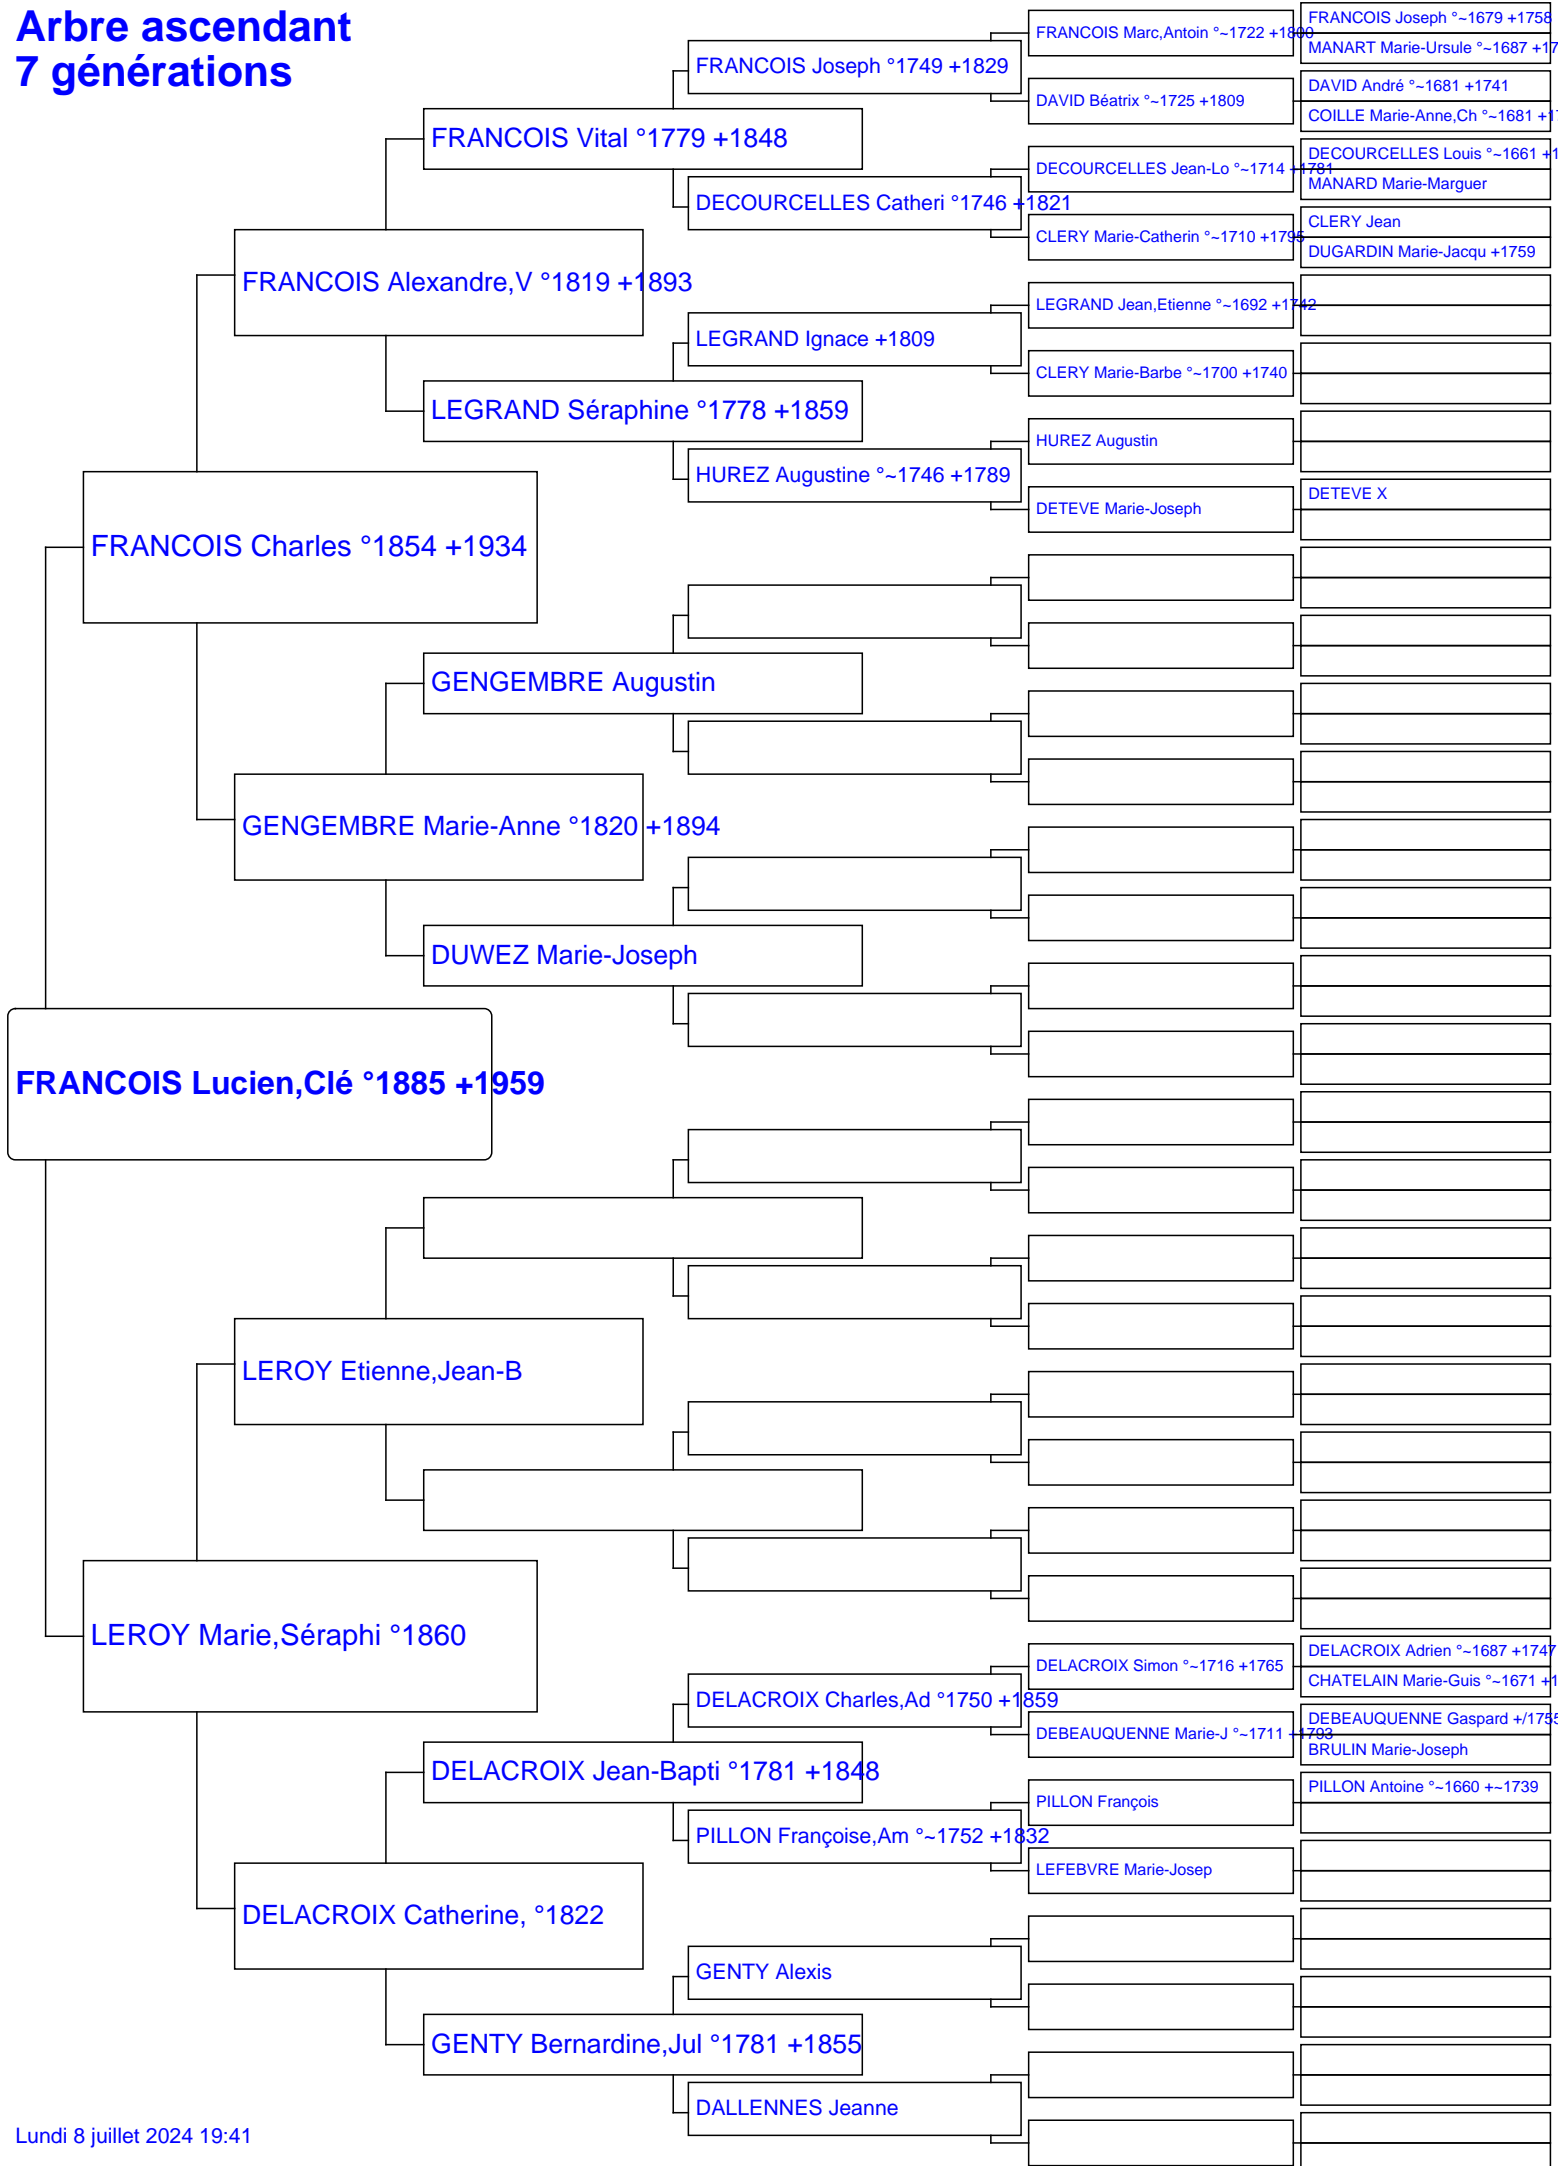 Arbre ascendant
7 générations
FRANCOIS Marc,Antoin °~1722 +1800
FRANCOIS Joseph °~1679 +1758
MANART Marie-Ursule °~1687 +17
FRANCOIS Joseph °1749 +1829
DAVID Béatrix °~1725 +1809
DAVID André °~1681 +1741
COILLE Marie-Anne,Ch °~1681 +17
FRANCOIS Vital °1779 +1848
DECOURCELLES Jean-Lo °~1714 +1781
DECOURCELLES Louis °~1661 +1
MANARD Marie-Marguer
DECOURCELLES Catheri °1746 +1821
CLERY Marie-Catherin °~1710 +1795
CLERY Jean
DUGARDIN Marie-Jacqu +1759
FRANCOIS Alexandre,V °1819 +1893
LEGRAND Jean,Etienne °~1692 +1742
LEGRAND Ignace +1809
CLERY Marie-Barbe °~1700 +1740
LEGRAND Séraphine °1778 +1859
HUREZ Augustin
HUREZ Augustine °~1746 +1789
DETEVE Marie-Joseph
DETEVE X
FRANCOIS Charles °1854 +1934
GENGEMBRE Augustin
GENGEMBRE Marie-Anne °1820 +1894
DUWEZ Marie-Joseph
FRANCOIS Lucien,Clé °1885 +1959
LEROY Etienne,Jean-B
LEROY Marie,Séraphi °1860
DELACROIX Simon °~1716 +1765
DELACROIX Adrien °~1687 +1747
CHATELAIN Marie-Guis °~1671 +1
DELACROIX Charles,Ad °1750 +1859
DEBEAUQUENNE Marie-J °~1711 +1793
DEBEAUQUENNE Gaspard +/1755
BRULIN Marie-Joseph
DELACROIX Jean-Bapti °1781 +1848
PILLON François
PILLON Antoine °~1660 +~1739
PILLON Françoise,Am °~1752 +1832
LEFEBVRE Marie-Josep
DELACROIX Catherine, °1822
GENTY Alexis
GENTY Bernardine,Jul °1781 +1855
DALLENNES Jeanne
Lundi 8 juillet 2024 19:41